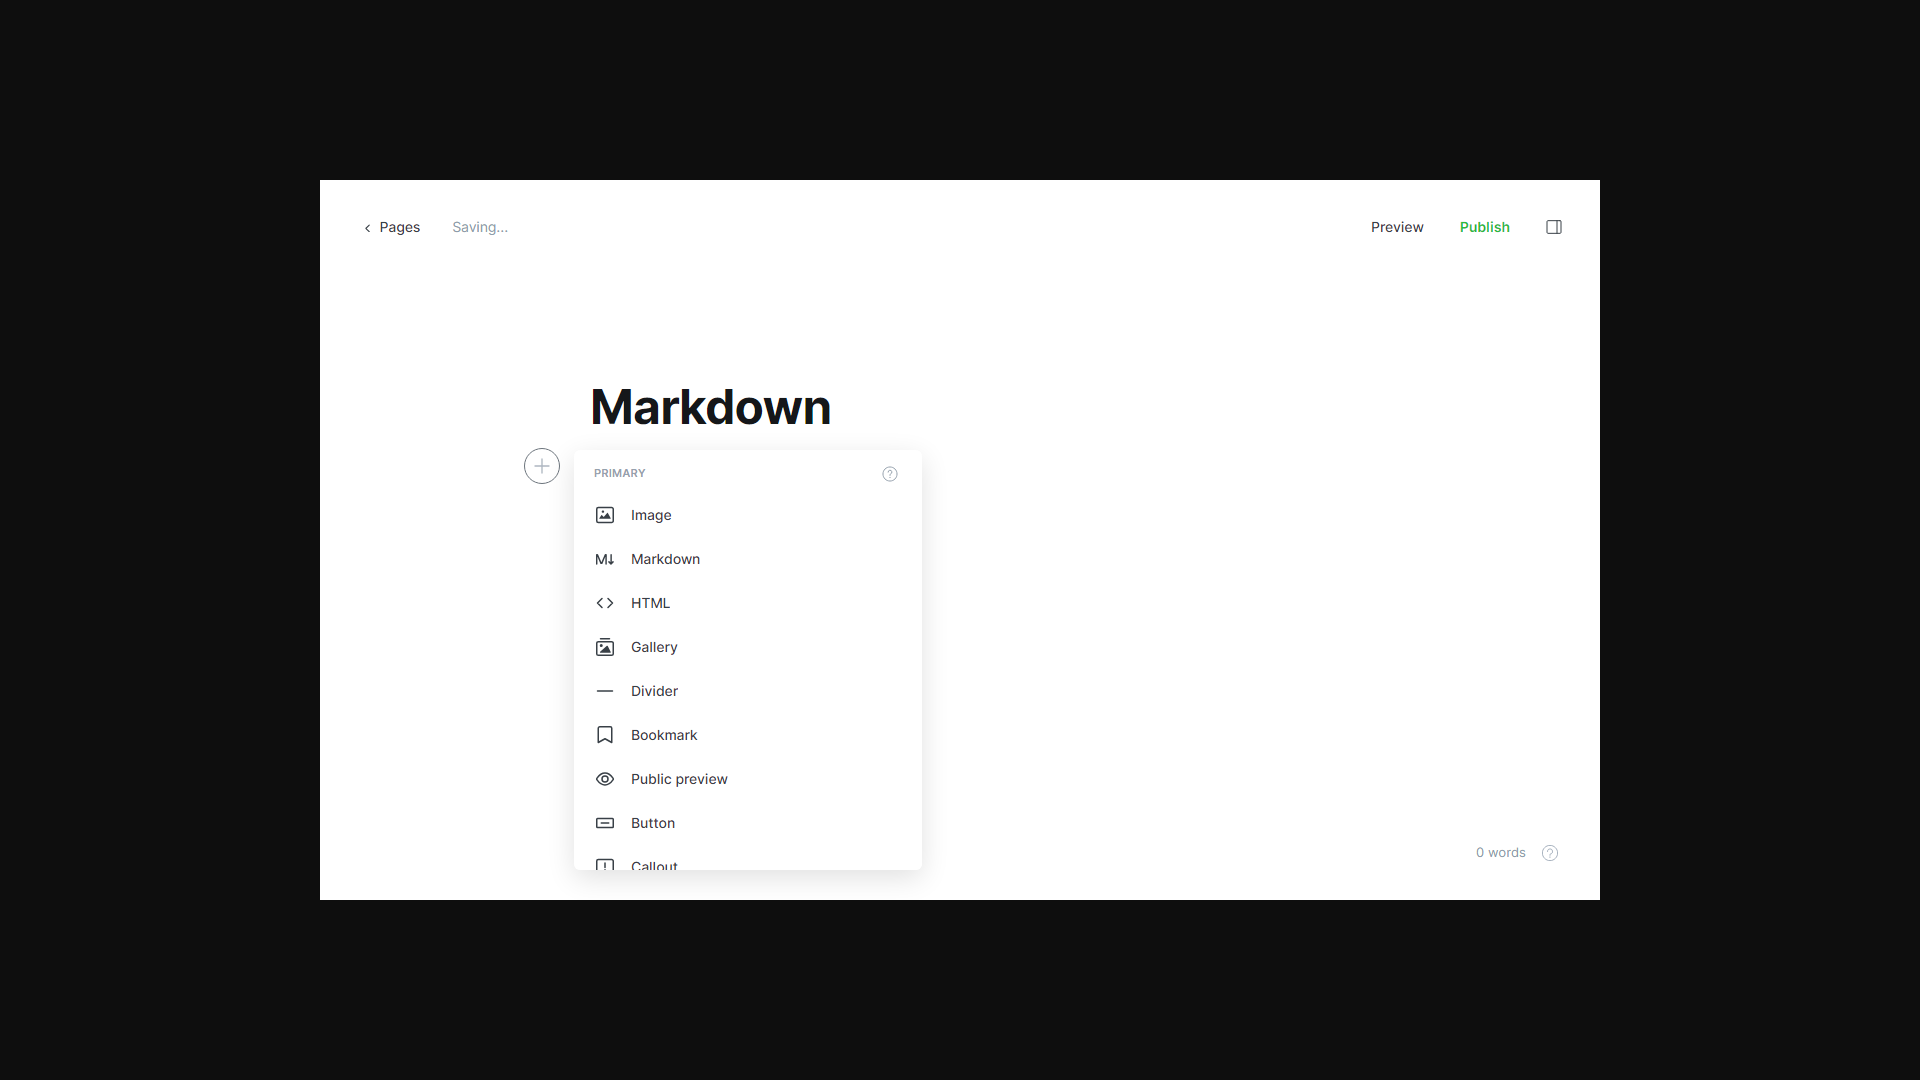 Pages Saving... Preview Publish
Markdown
PRIMARY
Image
Markdown
HTML
Gallery
Divider
Bookmark
Public preview
Button
Callout
0 words